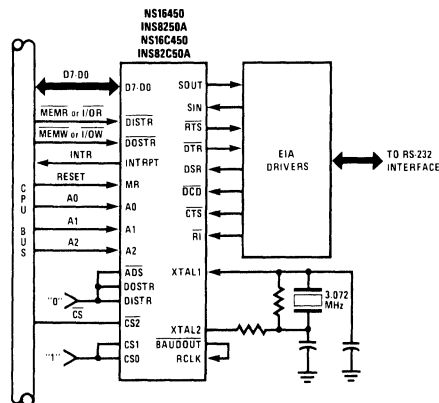 NS16450
INS8250A
NS16C450
INS82C50A
CPU BUS
D7-D0
MEMR or I/OR
MEMW or I/OW
INTR
RESET
A0
A1
A2
"0"
CS
"1"
D7-D0
DISTR
DOSTR
INTRPT
MR
A0
A1
A2
ADS
DOSTR
DISTR
CS2
CS1
CS0
SOUT
SIN
RTS
DTR
DSR
DCD
CTS
RI
XTAL1
XTAL2
BAUDOUT
RCLK
EIA
DRIVERS
TO RS-232
INTERFACE
3.072
MHz